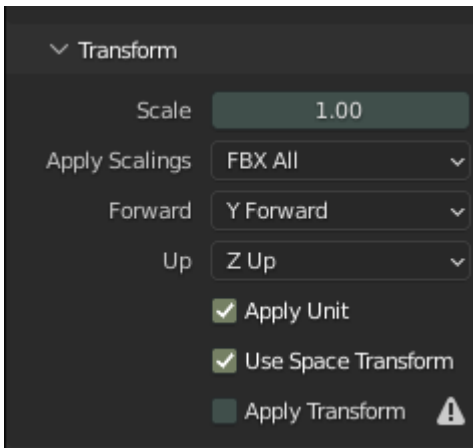 Transform
Scale 1.00
Apply Scalings FBX All
Forward Y Forward
Up Z Up
Apply Unit
Use Space Transform
Apply Transform